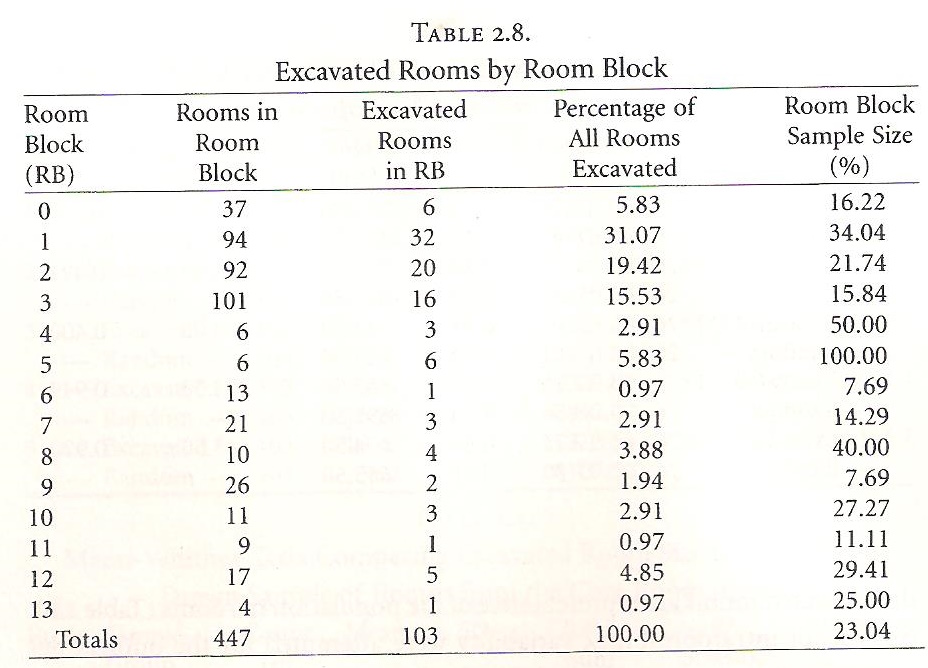 TABLE 2.8.
Excavated Rooms by Room Block
Room Rooms in Excavated Percentage of Room Block
Block Room Rooms All Rooms Sample Size
(RB) Block in RB Excavated (%)
0 37 6 5.83 16.22
1 94 32 31.07 34.04
2 92 20 19.42 21.74
3 101 16 15.53 15.84
4 6 3 2.91 50.00
5 6 6 5.83 100.00
6 13 1 0.97 7.69
7 21 3 2.91 14.29
8 10 4 3.88 40.00
9 26 2 1.94 7.69
10 11 3 2.91 27.27
11 9 1 0.97 11.11
12 17 5 4.85 29.41
13 4 1 0.97 25.00
Totals 447 103 100.00 23.04